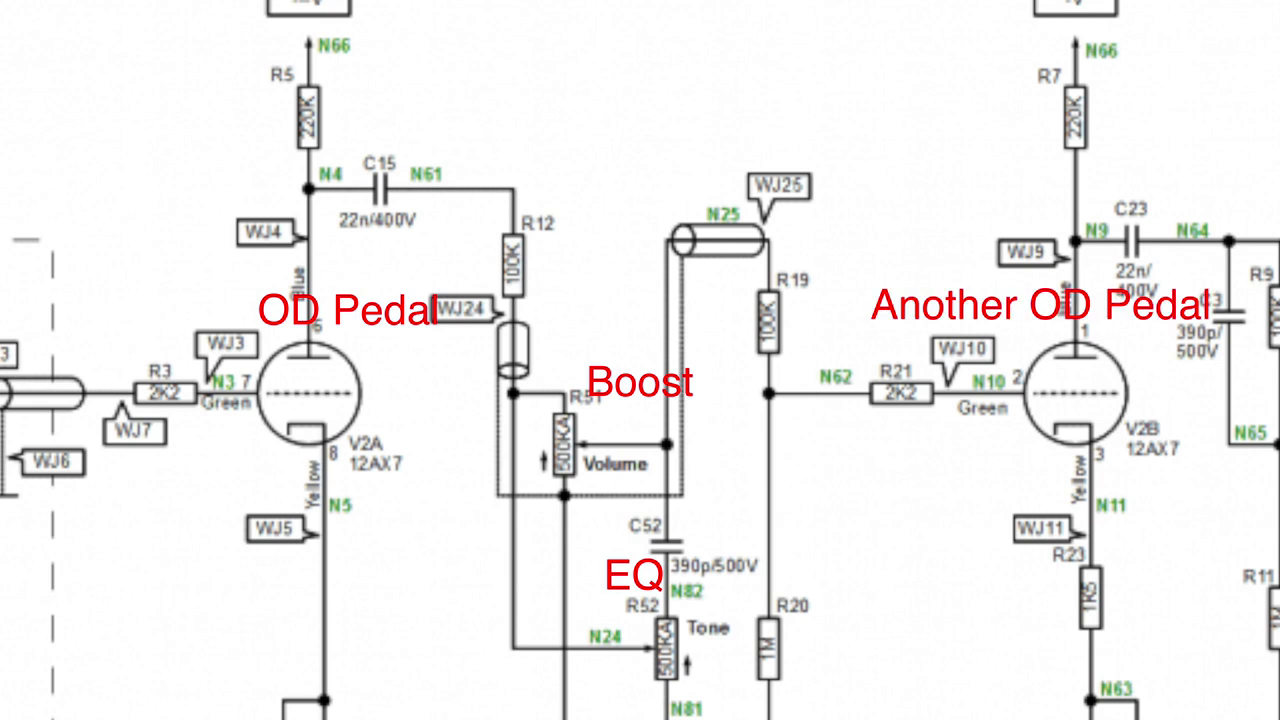 N66
R5
220K
N4
C15
N61
22n/400V
WJ4
Blue
R12
100K
WJ24
OD Pedal
WJ3
R3
2K2
N3
7
Green
WJ7
WJ6
3
V2A
12AX7
8
Yellow
N5
WJ5
Boost
500KA
Volume
C52
390p/500V
EQ
N82
R52
Tone
500KA
N24
N81
WJ25
N25
R19
100K
N62
R20
1M
R21
2K2
WJ10
N10
2
Green
N66
R7
220K
N9
C23
N64
22n/
400V
WJ9
Another OD Pedal
1
390p/
500V
R9
V2B
12AX7
3
Yellow
N11
WJ11
R23
1K5
N63
N65
R11